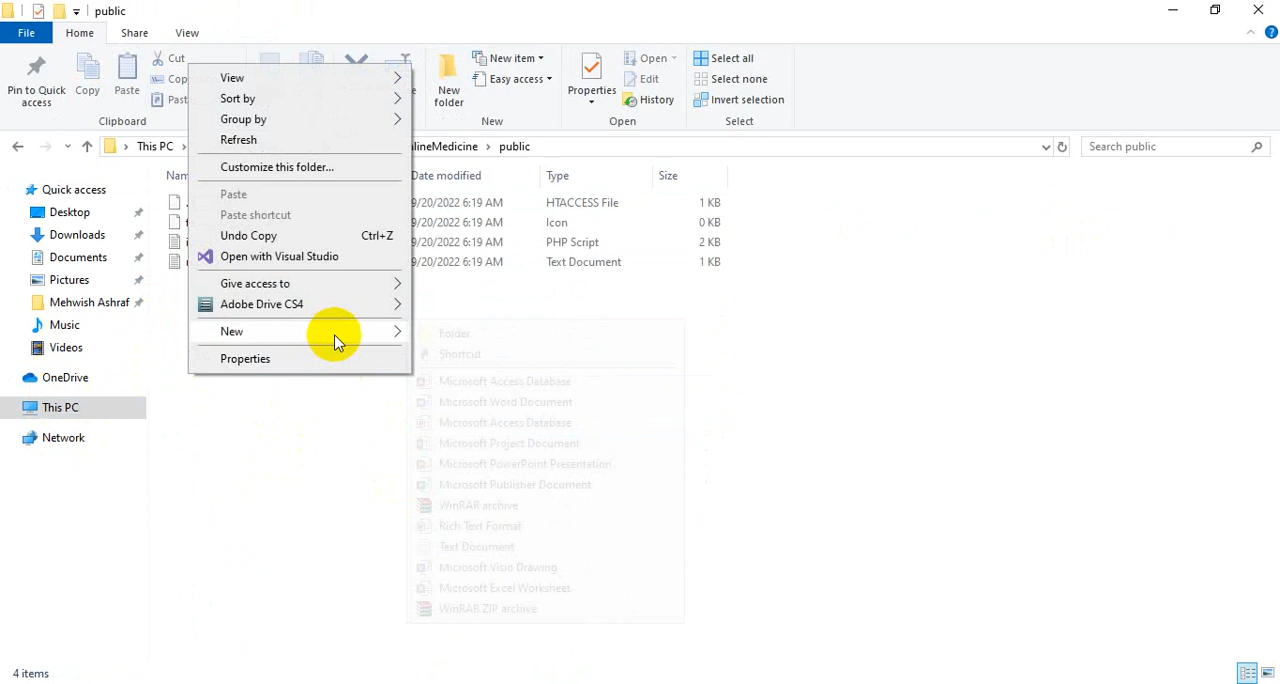 public
File Home Share View
Pin to Quick access
Copy
Paste
Cut
New item
Easy access
New folder
Properties
Open
Edit
History
Select all
Select none
Invert selection
Clipboard New Open Select
This PC public
Search public
Date modified Type Size
9/20/2022 6:19 AM HTACCESS File 1 KB
9/20/2022 6:19 AM Icon 0 KB
9/20/2022 6:19 AM PHP Script 2 KB
9/20/2022 6:19 AM Text Document 1 KB
Quick access
Desktop
Downloads
Documents
Pictures
Mehwish Ashraf
Music
Videos
OneDrive
This PC
Network
View
Sort by
Group by
Refresh
Customize this folder...
Paste
Paste shortcut
Undo Copy Ctrl+Z
Open with Visual Studio
Give access to
Adobe Drive CS4
New
Properties
Folder
Shortcut
Microsoft Access Database
Microsoft Word Document
Microsoft Access Database
Microsoft Project Document
Microsoft PowerPoint Presentation
Microsoft Publisher Document
WinRAR archive
Rich Text Format
Text Document
Microsoft Visio Drawing
Microsoft Excel Worksheet
WinRAR ZIP archive
4 items